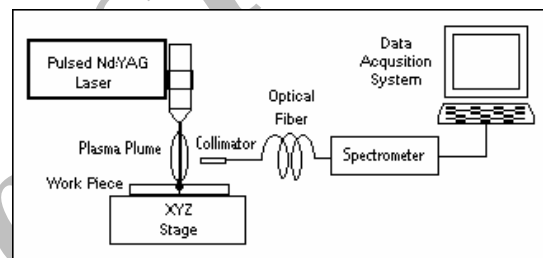 Pulsed Nd:YAG
Laser
Data
Acqusition
System
Optical
Fiber
Plasma Plume
Collimator
Spectrometer
Work Piece
XYZ
Stage